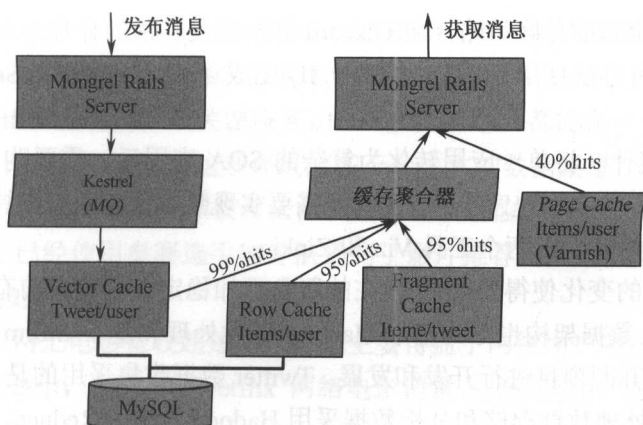 发布消息
获取消息
Mongrel Rails
Server
Mongrel Rails
Server
40%hits
Kestrel
(MQ)
缓存聚合器
Page Cache
Items/user
(Varnish)
99%hits
95%hits
95%hits
Vector Cache
Tweet/user
Row Cache
Items/user
Fragment
Cache
Iteme/tweet
MySQL